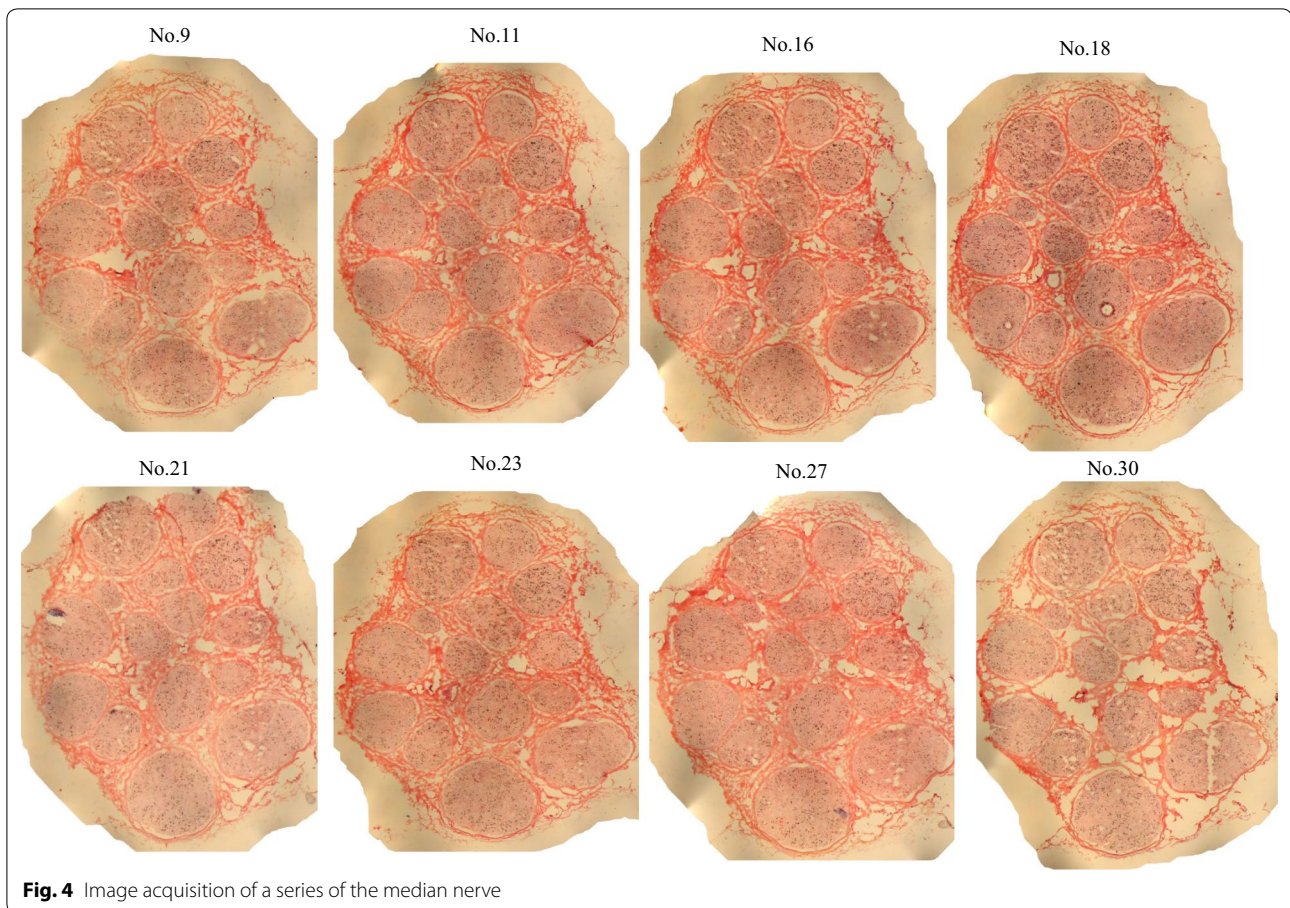 No.9
No.11
No.16
No.18
No.21
No.23
No.27
No.30
Fig. 4 Image acquisition of a series of the median nerve